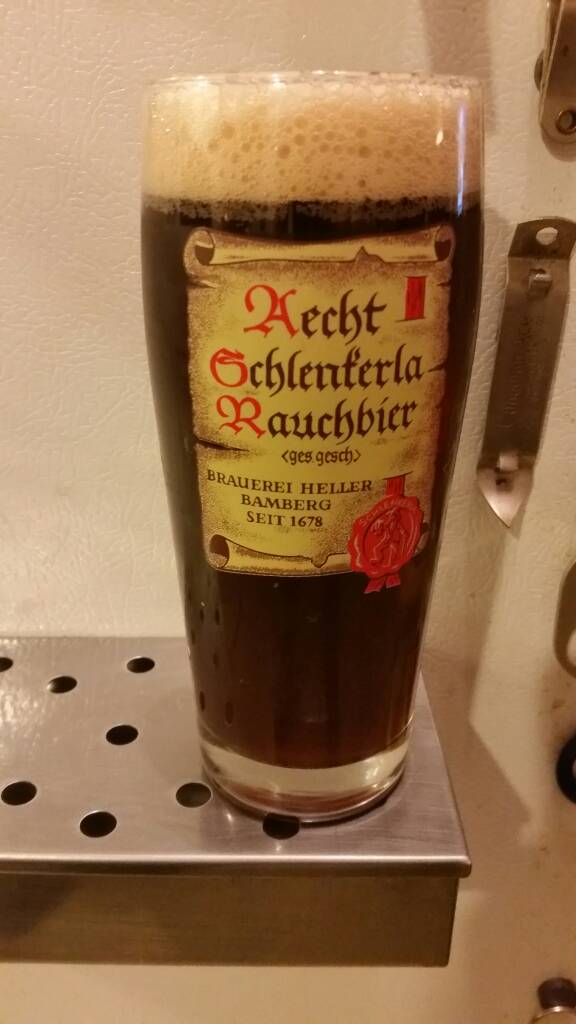 Aecht
Schlenkerla
Rauchbier
<ges.gesch>
BRAUEREI HELLER
BAMBERG
SEIT 1678